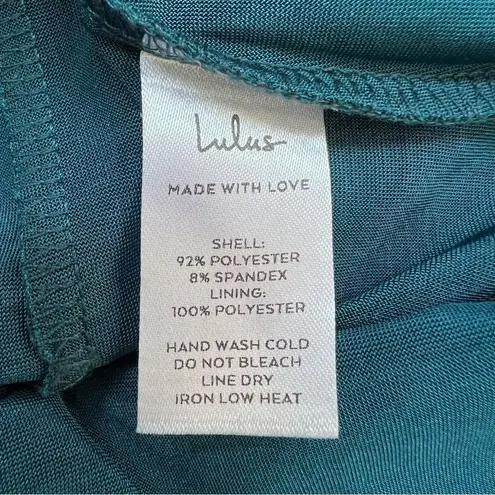 Lulus
MADE WITH LOVE
SHELL:
92% POLYESTER
8% SPANDEX
LINING:
100% POLYESTER
HAND WASH COLD
DO NOT BLEACH
LINE DRY
IRON LOW HEAT